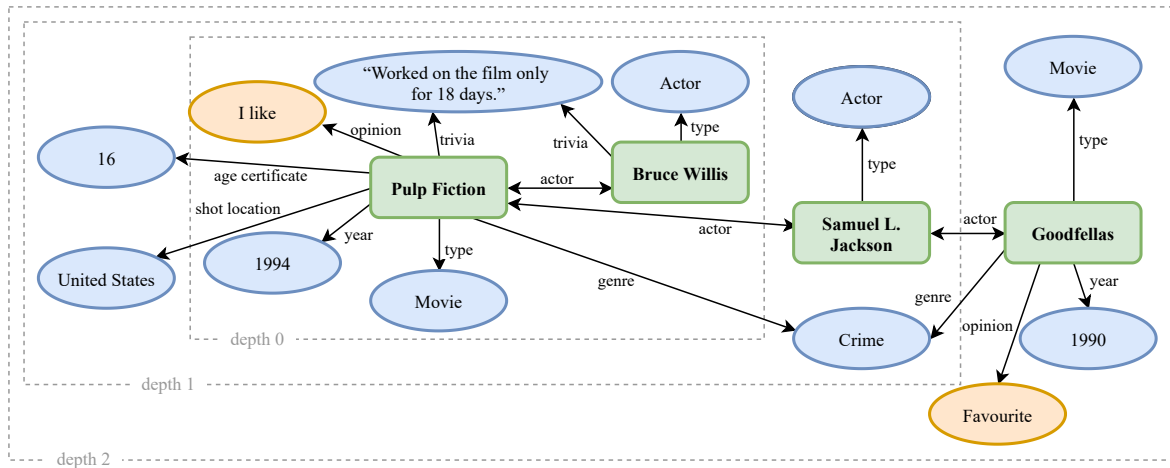 “Worked on the film only
for 18 days.”
Actor
Movie
Actor
I like
opinion
trivia
trivia
type
type
type
16
age certificate
Pulp Fiction
actor
Bruce Willis
shot location
actor
Samuel L.
Jackson
actor
Goodfellas
year
type
United States
1994
Movie
genre
genre
opinion
year
depth 0
Crime
1990
depth 1
Favourite
depth 2